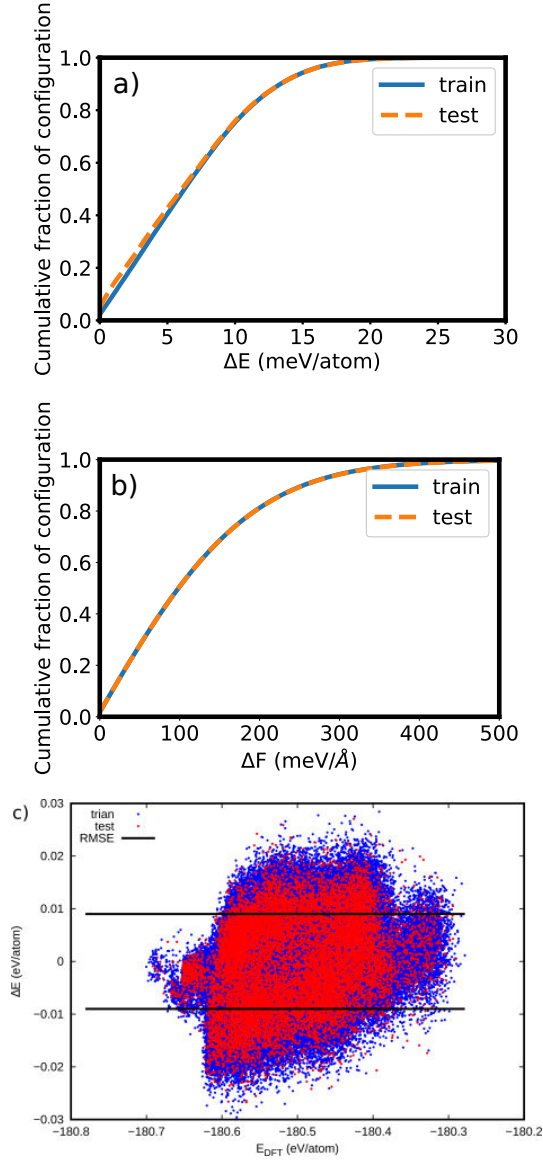 Cumulative fraction of configuration
1.0
0.8
0.6
0.4
0.2
0.0
a)
train
test
0 5 10 15 20 25 30
ΔE (meV/atom)
Cumulative fraction of configuration
1.0
0.8
0.6
0.4
0.2
0.0
b)
train
test
0 100 200 300 400 500
ΔF (meV/Å)
c)
ΔE (eV/atom)
0.03
0.02
0.01
0
−0.01
−0.02
−0.03
trian
test
RMSE
−180.8 −180.7 −180.6 −180.5 −180.4 −180.3 −180.2
E_DFT (eV/atom)